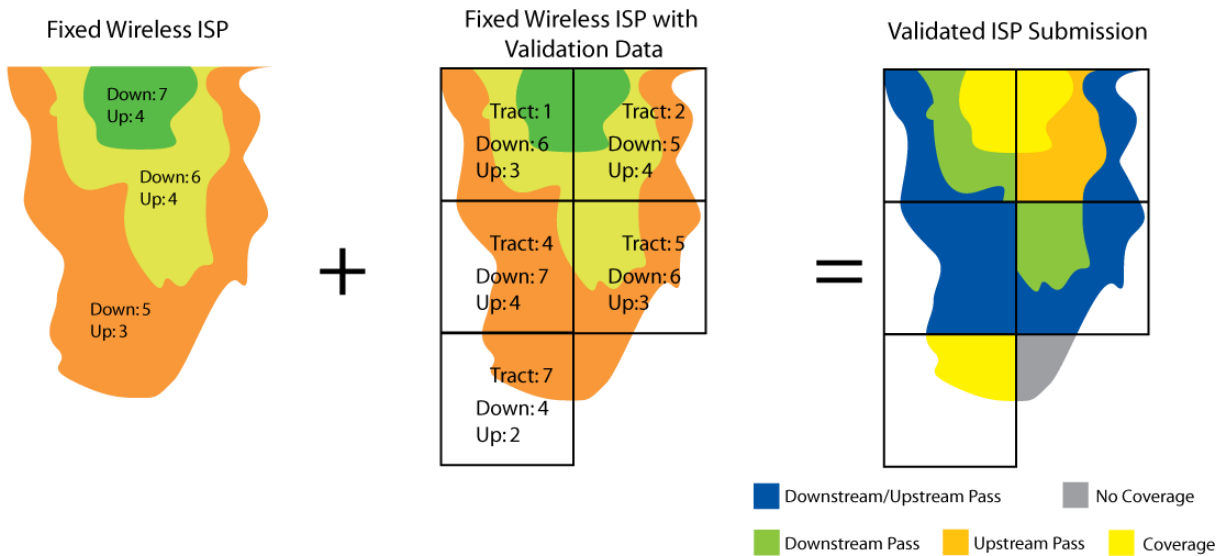 Fixed Wireless ISP
Down: 7
Up: 4
Down: 6
Up: 4
Down: 5
Up: 3
+
Fixed Wireless ISP with
Validation Data
Tract: 1
Down: 6
Up: 3
Tract: 2
Down: 5
Up: 4
Tract: 4
Down: 7
Up: 4
Tract: 5
Down: 6
Up:3
Tract: 7
Down: 4
Up: 2
=
Validated ISP Submission
Downstream/Upstream Pass
No Coverage
Downstream Pass
Upstream Pass
Coverage